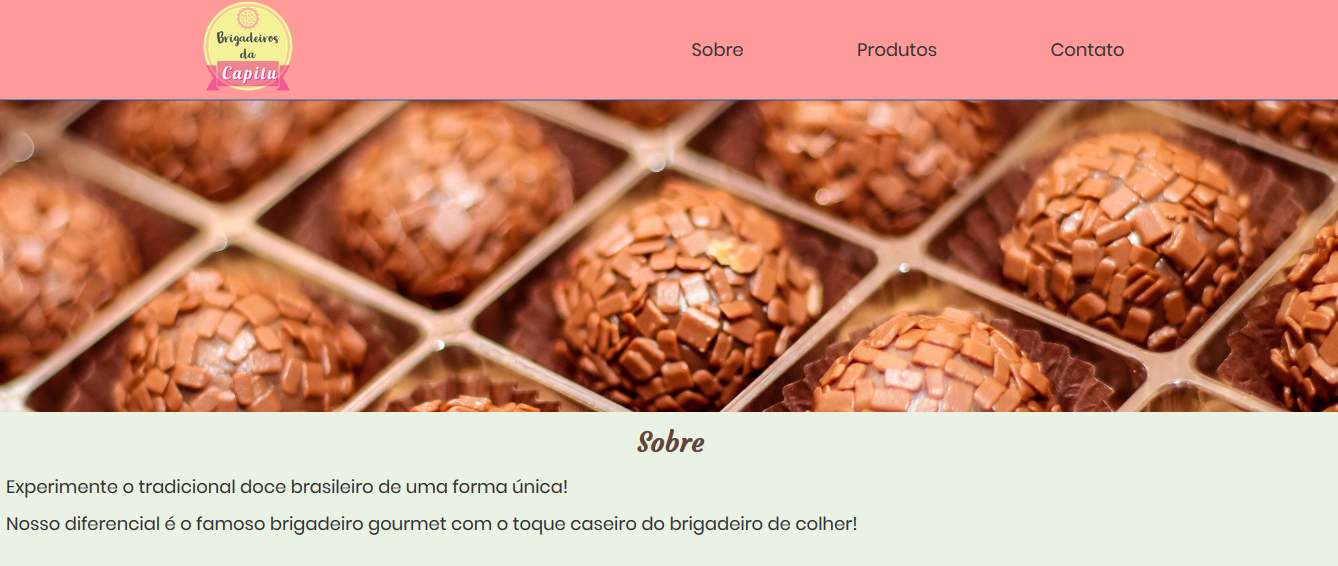 Brigadeiros
da
Capitu
Sobre Produtos Contato
Sobre
Experimente o tradicional doce brasileiro de uma forma única!
Nosso diferencial é o famoso brigadeiro gourmet com o toque caseiro do brigadeiro de colher!